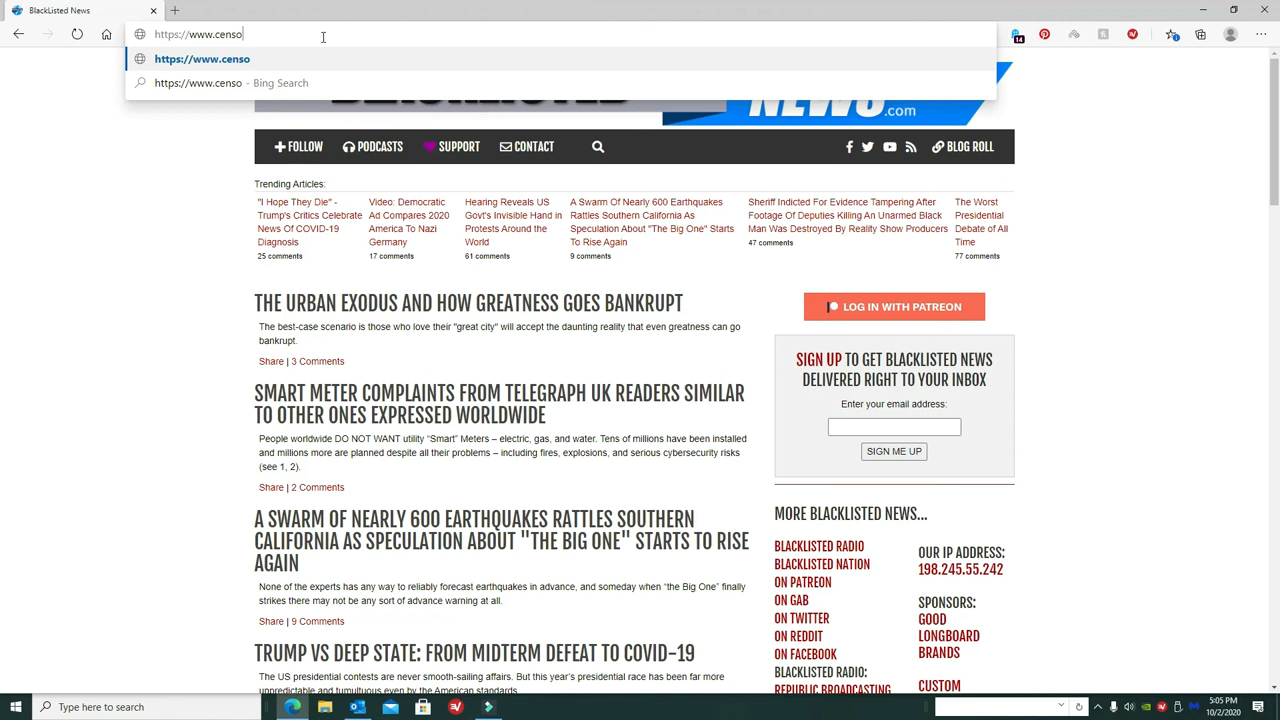 BlackListed News
https://www.censo
https://www.censo
https://www.censo - Bing Search
14
NEWS.com
FOLLOW
PODCASTS
SUPPORT
CONTACT
BLOG ROLL
Trending Articles:
"I Hope They Die" -
Trump's Critics Celebrate
News Of COVID-19
Diagnosis
25 comments
Video: Democratic
Ad Compares 2020
America To Nazi
Germany
17 comments
Hearing Reveals US
Govt's Invisible Hand in
Protests Around the
World
61 comments
A Swarm Of Nearly 600 Earthquakes
Rattles Southern California As
Speculation About "The Big One" Starts
To Rise Again
9 comments
Sheriff Indicted For Evidence Tampering After
Footage Of Deputies Killing An Unarmed Black
Man Was Destroyed By Reality Show Producers
47 comments
The Worst
Presidential
Debate of All
Time
77 comments
THE URBAN EXODUS AND HOW GREATNESS GOES BANKRUPT
The best-case scenario is those who love their "great city" will accept the daunting reality that even greatness can go
bankrupt.
Share | 3 Comments
SMART METER COMPLAINTS FROM TELEGRAPH UK READERS SIMILAR
TO OTHER ONES EXPRESSED WORLDWIDE
People worldwide DO NOT WANT utility “Smart” Meters – electric, gas, and water. Tens of millions have been installed
and millions more are planned despite all their problems – including fires, explosions, and serious cybersecurity risks
(see 1, 2).
Share | 2 Comments
A SWARM OF NEARLY 600 EARTHQUAKES RATTLES SOUTHERN
CALIFORNIA AS SPECULATION ABOUT "THE BIG ONE" STARTS TO RISE
AGAIN
None of the experts has any way to reliably forecast earthquakes in advance, and someday when “the Big One” finally
strikes there may not be any sort of advance warning at all.
Share | 9 Comments
TRUMP VS DEEP STATE: FROM MIDTERM DEFEAT TO COVID-19
The US presidential contests are never smooth-sailing affairs. But this year's presidential race has been far more
unpredictable and tumultuous even by the American standards.
LOG IN WITH PATREON
SIGN UP TO GET BLACKLISTED NEWS
DELIVERED RIGHT TO YOUR INBOX
Enter your email address:
SIGN ME UP
MORE BLACKLISTED NEWS...
BLACKLISTED RADIO
BLACKLISTED NATION
ON PATREON
ON GAB
ON TWITTER
ON REDDIT
ON FACEBOOK
BLACKLISTED RADIO:
REPUBLIC BROADCASTING
OUR IP ADDRESS:
198.245.55.242
SPONSORS:
GOOD
LONGBOARD
BRANDS
CUSTOM
Type here to search
5:05 PM
10/2/2020